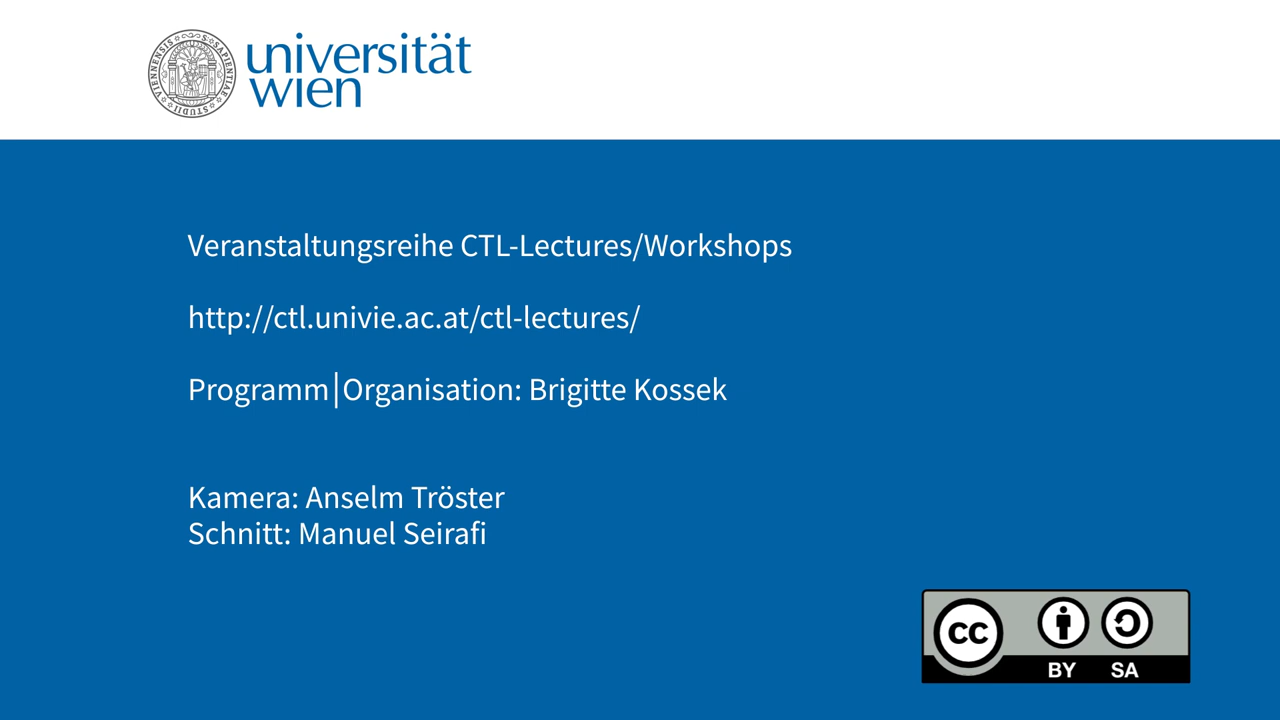 universität
wien
Veranstaltungsreihe CTL-Lectures/Workshops
http://ctl.univie.ac.at/ctl-lectures/
Programm|Organisation: Brigitte Kossek
Kamera: Anselm Tröster
Schnitt: Manuel Seirafi
cc
BY SA